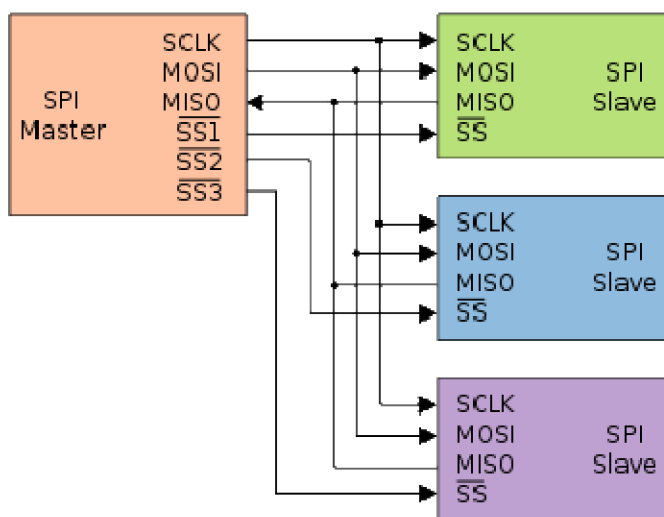 SPI
Master
SCLK
MOSI
MISO
SS1
SS2
SS3
SCLK
MOSI
MISO
SS
SPI
Slave
SCLK
MOSI
MISO
SS
SPI
Slave
SCLK
MOSI
MISO
SS
SPI
Slave